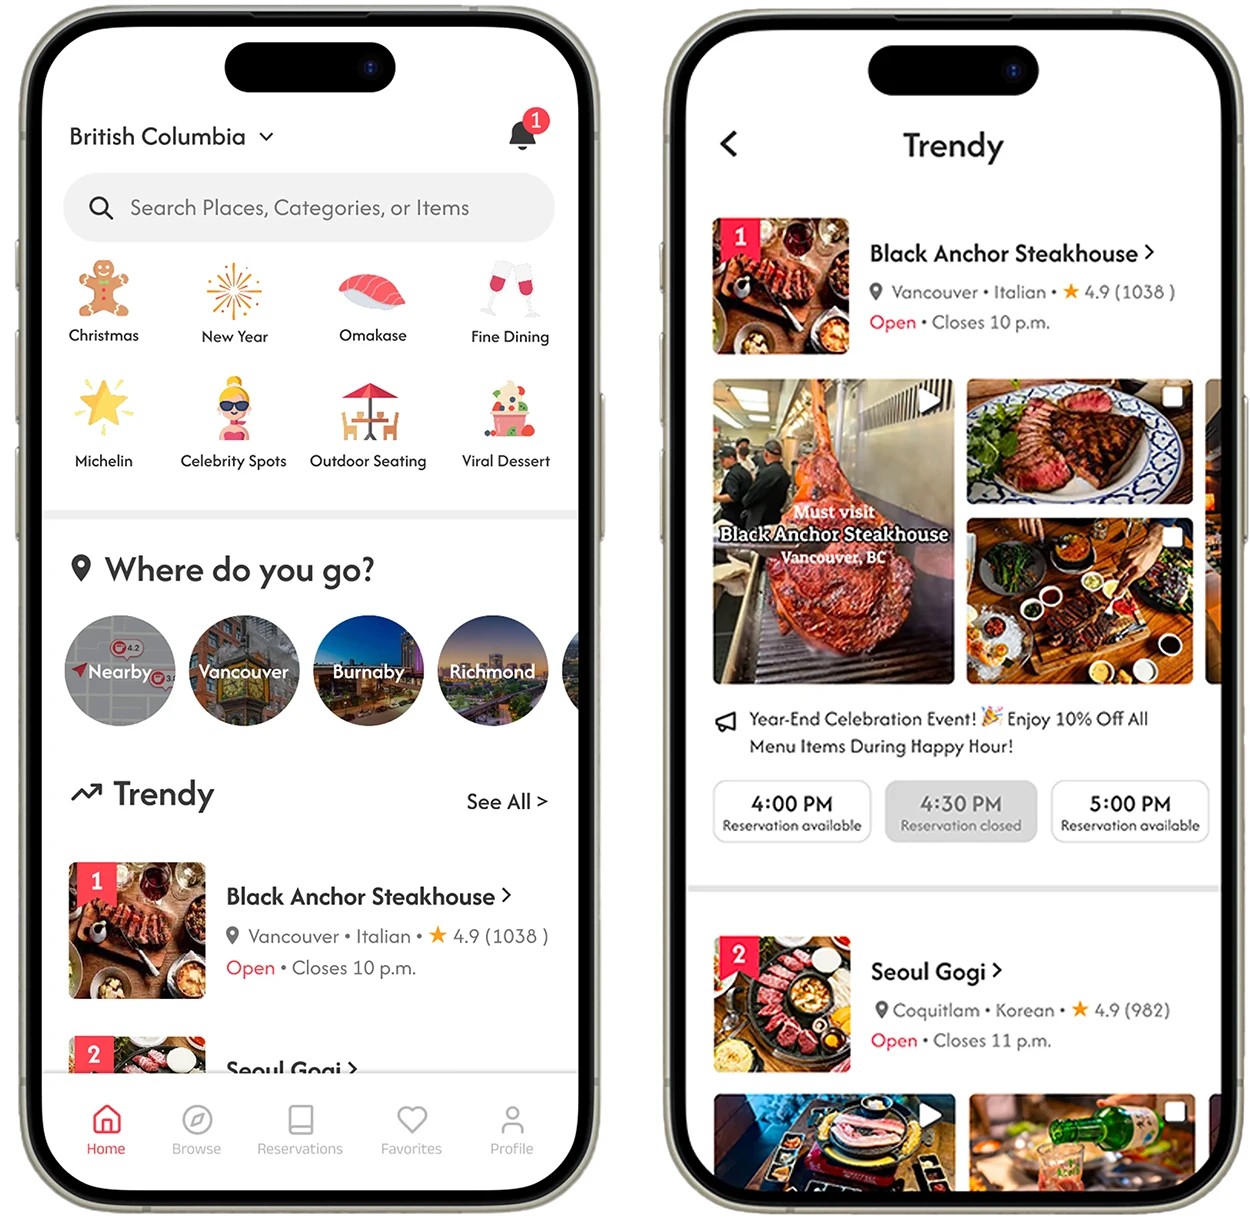 British Columbia
1
Search Places, Categories, or Items
Christmas
New Year
Omakase
Fine Dining
Michelin
Celebrity Spots
Outdoor Seating
Viral Dessert
Where do you go?
4.2
Nearby
Vancouver
Burnaby
Richmond
Trendy
See All >
1
Black Anchor Steakhouse >
Vancouver • Italian • ★ 4.9 (1038 )
Open • Closes 10 p.m.
2
Seoul Gogi >
Home
Browse
Reservations
Favorites
Profile
< Trendy
1
Black Anchor Steakhouse >
Vancouver • Italian • ★ 4.9 (1038 )
Open • Closes 10 p.m.
Must visit
Black Anchor Steakhouse
Vancouver, BC
Year-End Celebration Event! 🎉 Enjoy 10% Off All
Menu Items During Happy Hour!
4:00 PM
Reservation available
4:30 PM
Reservation closed
5:00 PM
Reservation available
2
Seoul Gogi >
Coquitlam • Korean • ★ 4.9 (982)
Open • Closes 11 p.m.